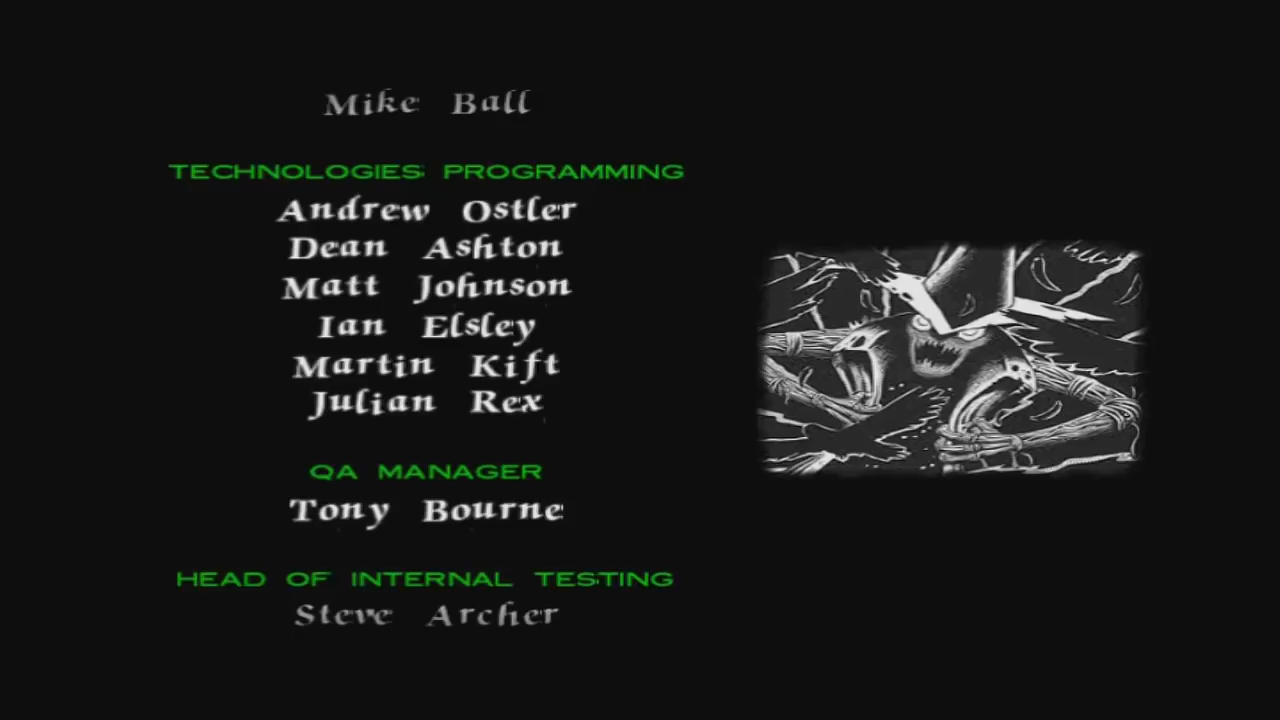 Mike Ball
TECHNOLOGIES PROGRAMMING
Andrew Ostler
Dean Ashton
Matt Johnson
Ian Elsley
Martin Kift
Julian Rex
QA MANAGER
Tony Bourne
HEAD OF INTERNAL TESTING
Steve Archer